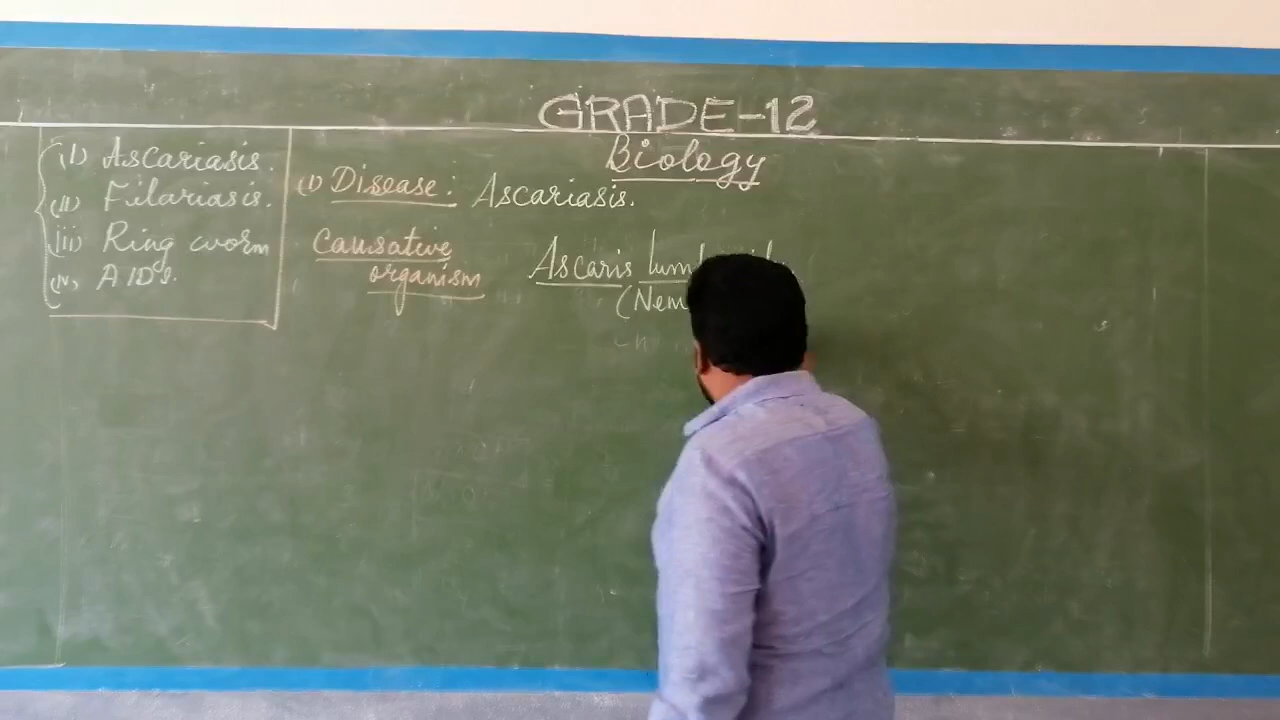 GRADE-12
Biology
(I) Ascariasis.
(II) Filariasis.
(III) Ring worm
(IV) AIDs.
(I) Disease: Ascariasis.
Causative organism
Ascaris